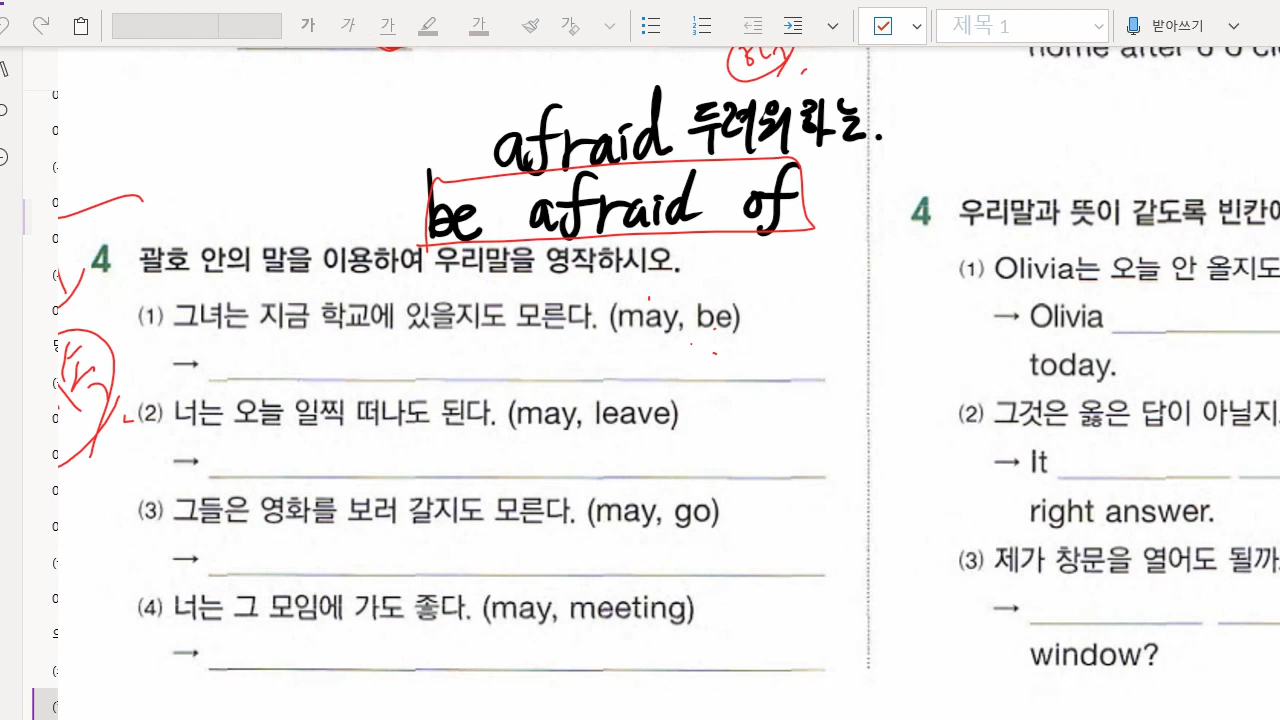 가 가 가 가 가
제목 1
받아쓰기
afraid 두려워하는.
be afraid of
4 괄호 안의 말을 이용하여 우리말을 영작하시오.
(1) 그녀는 지금 학교에 있을지도 모른다. (may, be)
→
(2) 너는 오늘 일찍 떠나도 된다. (may, leave)
→
(3) 그들은 영화를 보러 갈지도 모른다. (may, go)
→
(4) 너는 그 모임에 가도 좋다. (may, meeting)
→
home after 6 o'clo
4 우리말과 뜻이 같도록 빈칸에
(1) Olivia는 오늘 안 올지도
→ Olivia
today.
(2) 그것은 옳은 답이 아닐지
→ It
right answer.
(3) 제가 창문을 열어도 될까
→
window?